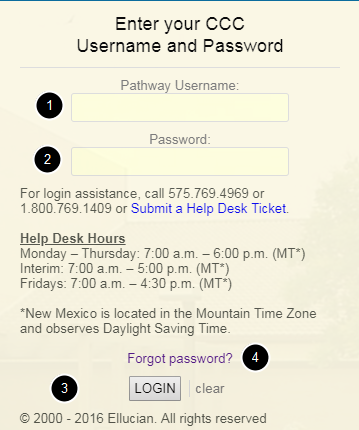 Enter your CCC
Username and Password
Pathway Username:
1
Password:
2
For login assistance, call 575.769.4969 or
1.800.769.1409 or Submit a Help Desk Ticket.
Help Desk Hours
Monday – Thursday: 7:00 a.m. – 6:00 p.m. (MT*)
Interim: 7:00 a.m. – 5:00 p.m. (MT*)
Fridays: 7:00 a.m. – 4:30 p.m. (MT*)
*New Mexico is located in the Mountain Time Zone
and observes Daylight Saving Time.
Forgot password? 4
3 LOGIN clear
© 2000 - 2016 Ellucian. All rights reserved